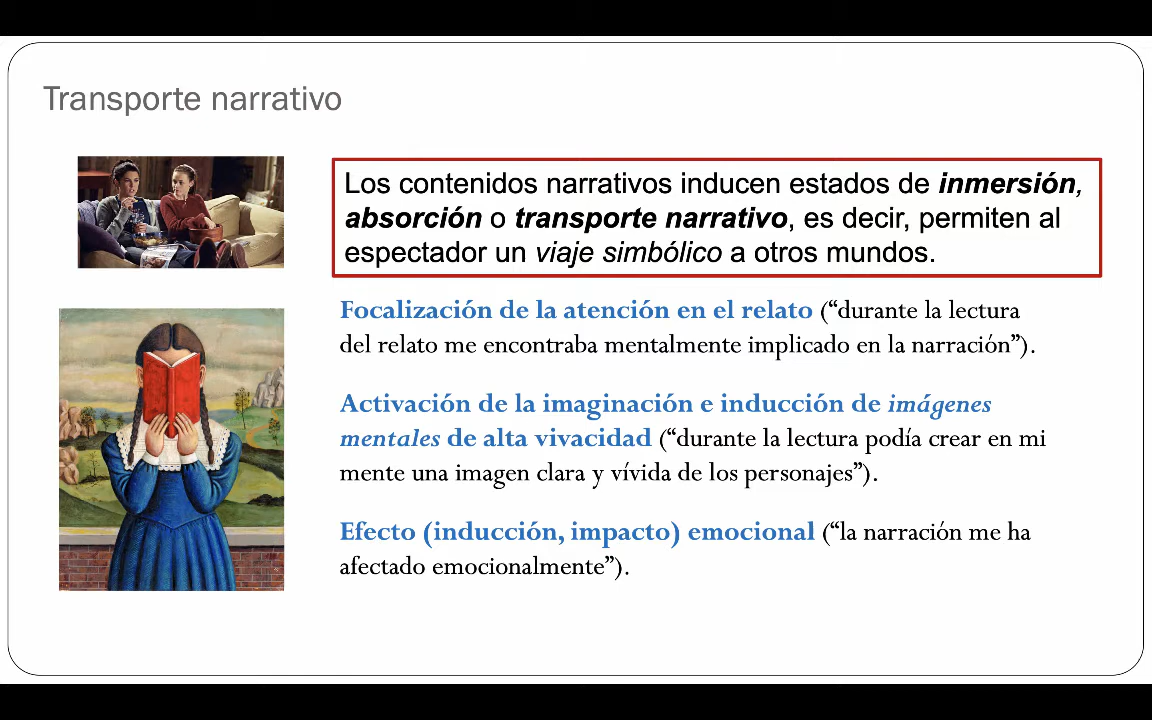 Transporte narrativo
Los contenidos narrativos inducen estados de inmersión,
absorción o transporte narrativo, es decir, permiten al
espectador un viaje simbólico a otros mundos.
Focalización de la atención en el relato (“durante la lectura
del relato me encontraba mentalmente implicado en la narración”).
Activación de la imaginación e inducción de imágenes
mentales de alta vivacidad (“durante la lectura podía crear en mi
mente una imagen clara y vívida de los personajes”).
Efecto (inducción, impacto) emocional (“la narración me ha
afectado emocionalmente”).